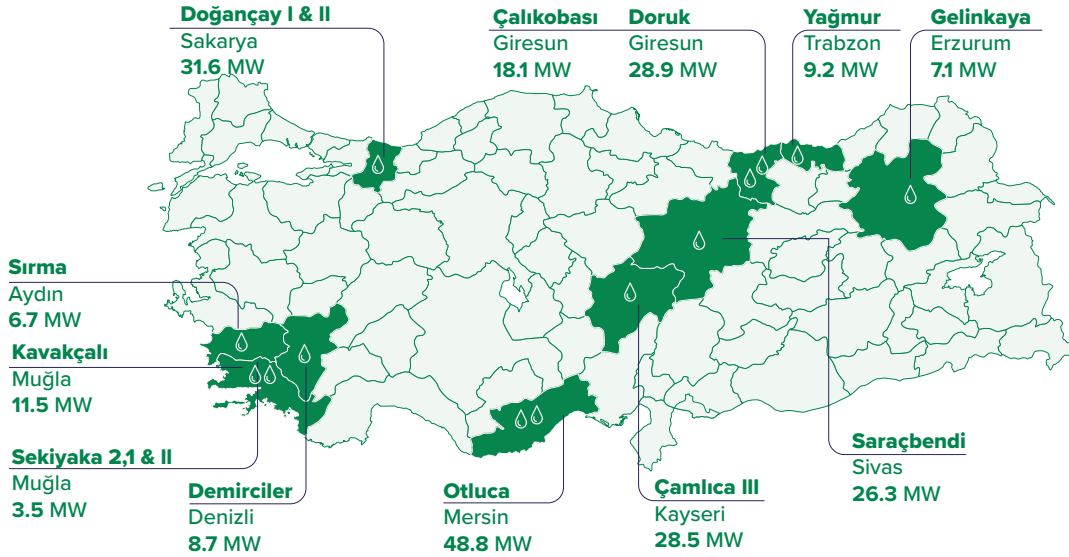 Doğançay I & II
Sakarya
31.6 MW
Çalıkobası
Giresun
18.1 MW
Doruk
Giresun
28.9 MW
Yağmur
Trabzon
9.2 MW
Gelinkaya
Erzurum
7.1 MW
Sırma
Aydın
6.7 MW
Kavakçalı
Muğla
11.5 MW
Sekiyaka 2,1 & II
Muğla
3.5 MW
Demirciler
Denizli
8.7 MW
Otluca
Mersin
48.8 MW
Çamlıca III
Kayseri
28.5 MW
Saraçbendi
Sivas
26.3 MW